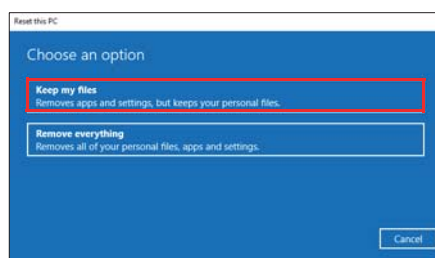 Reset this PC
Choose an option
Keep my files
Removes apps and settings, but keeps your personal files.
Remove everything
Removes all of your personal files, apps and settings.
Cancel